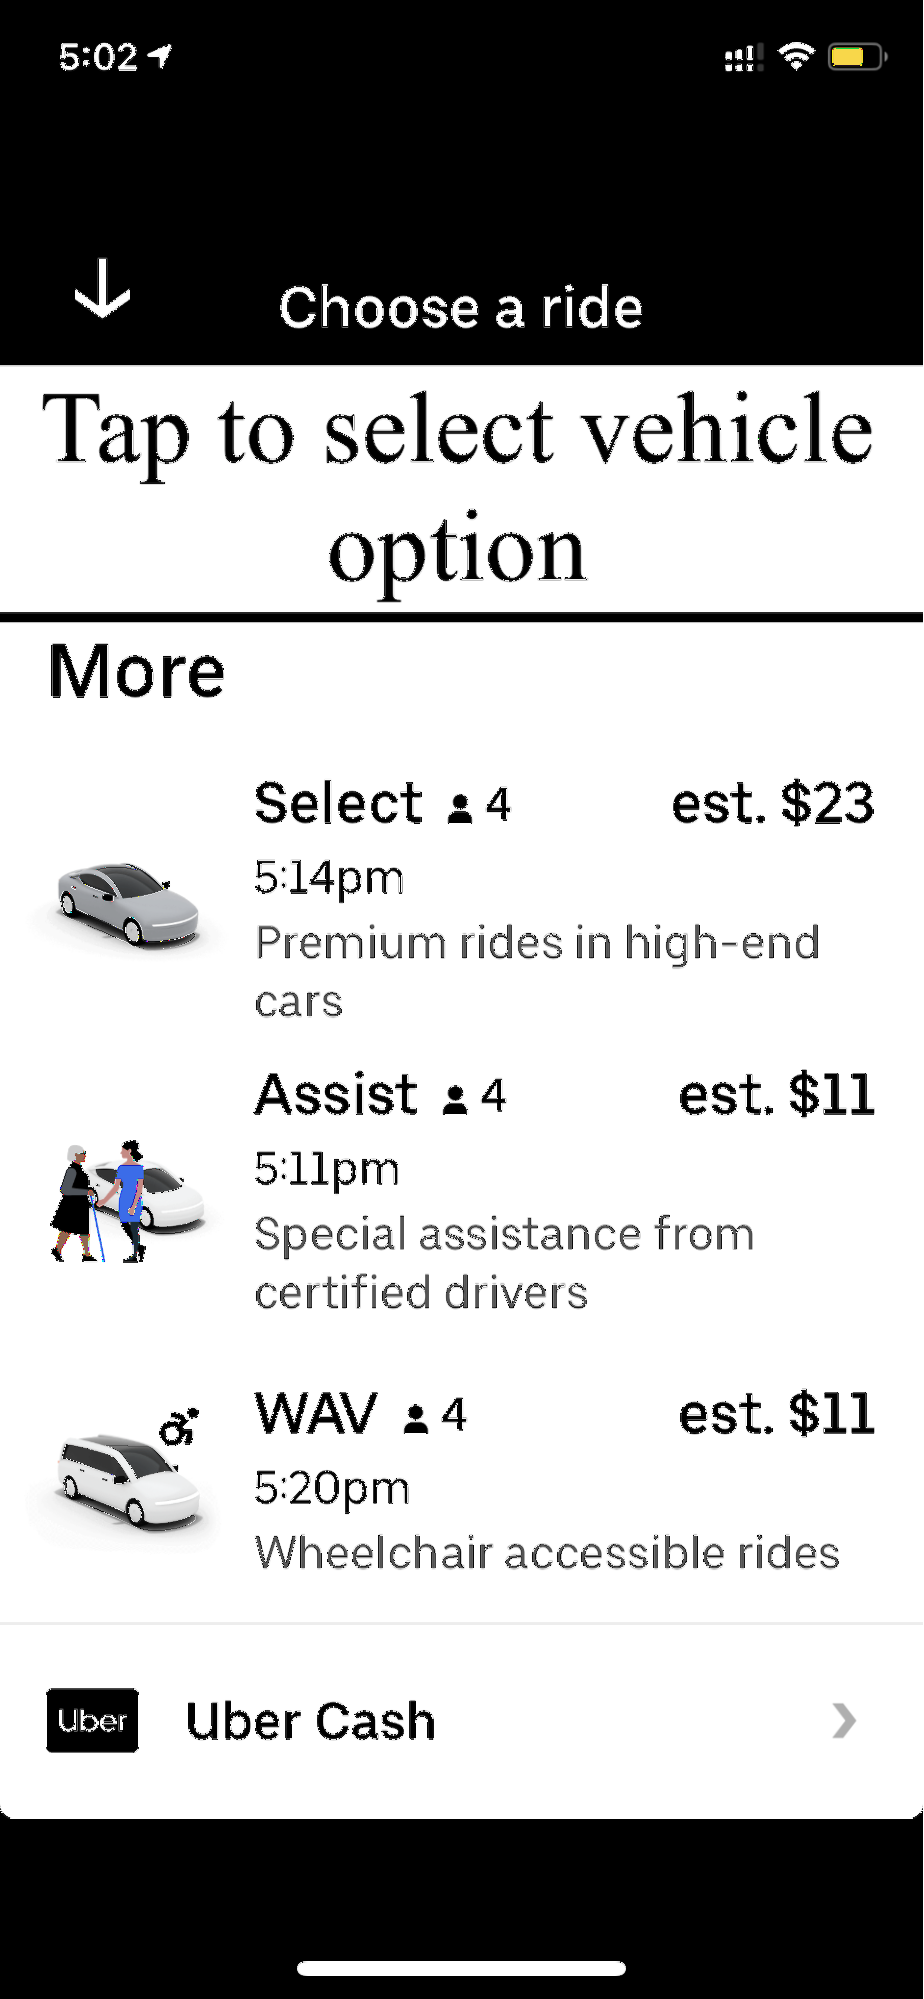 5:02
Choose a ride
Tap to select vehicle
option
More
Select 4 est. $23
5:14pm
Premium rides in high-end
cars
Assist 4 est. $11
5:11pm
Special assistance from
certified drivers
WAV 4 est. $11
5:20pm
Wheelchair accessible rides
Uber Uber Cash